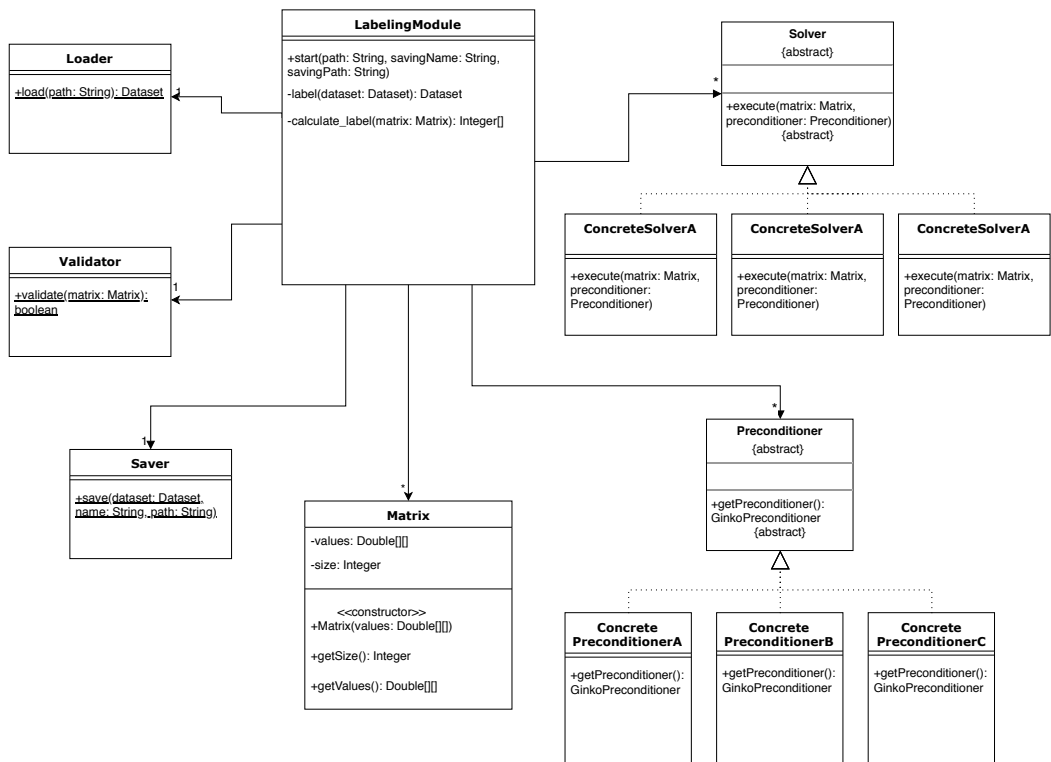 LabelingModule
+start(path: String, savingName: String,
savingPath: String)
-label(dataset: Dataset): Dataset
-calculate_label(matrix: Matrix): Integer[]
Loader
+load(path: String): Dataset
1
Validator
+validate(matrix: Matrix):
boolean
1
Solver
{abstract}
*
+execute(matrix: Matrix,
preconditioner: Preconditioner)
{abstract}
ConcreteSolverA
+execute(matrix: Matrix,
preconditioner:
Preconditioner)
ConcreteSolverA
+execute(matrix: Matrix,
preconditioner:
Preconditioner)
ConcreteSolverA
+execute(matrix: Matrix,
preconditioner:
Preconditioner)
1
Saver
+save(dataset: Dataset,
name: String, path: String)
*
Matrix
-values: Double[][]
-size: Integer
<<constructor>>
+Matrix(values: Double[][])
+getSize(): Integer
+getValues(): Double[][]
*
Preconditioner
{abstract}
+getPreconditioner():
GinkoPreconditioner
{abstract}
Concrete
PreconditionerA
+getPreconditioner():
GinkoPreconditioner
Concrete
PreconditionerB
+getPreconditioner():
GinkoPreconditioner
Concrete
PreconditionerC
+getPreconditioner():
GinkoPreconditioner